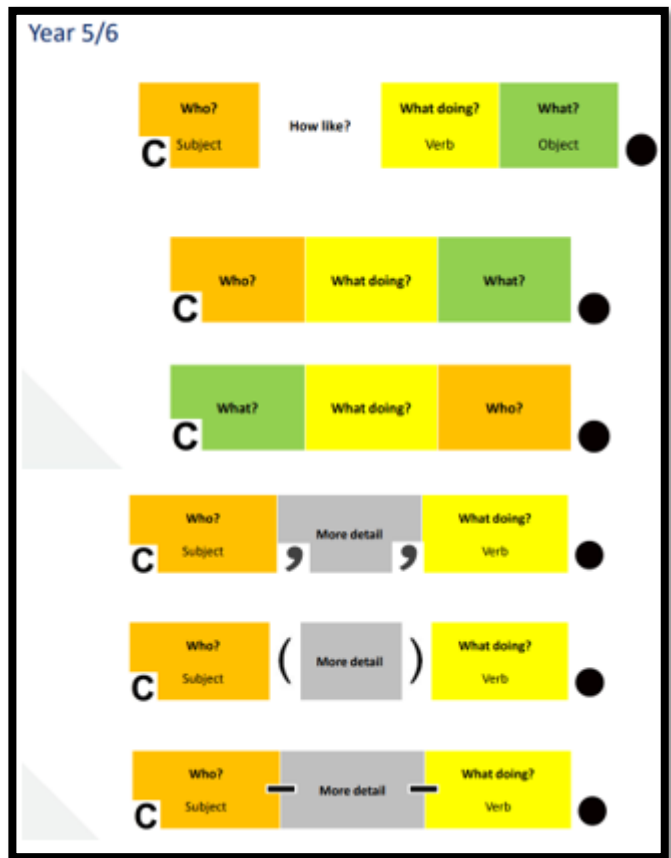 Year 5/6
Who? How like? What doing? What?
C Subject Verb Object
Who? What doing? What?
C
What? What doing? Who?
C
Who? More detail What doing?
C Subject , , Verb
Who? ( More detail ) What doing?
C Subject Verb
Who? – More detail – What doing?
C Subject Verb